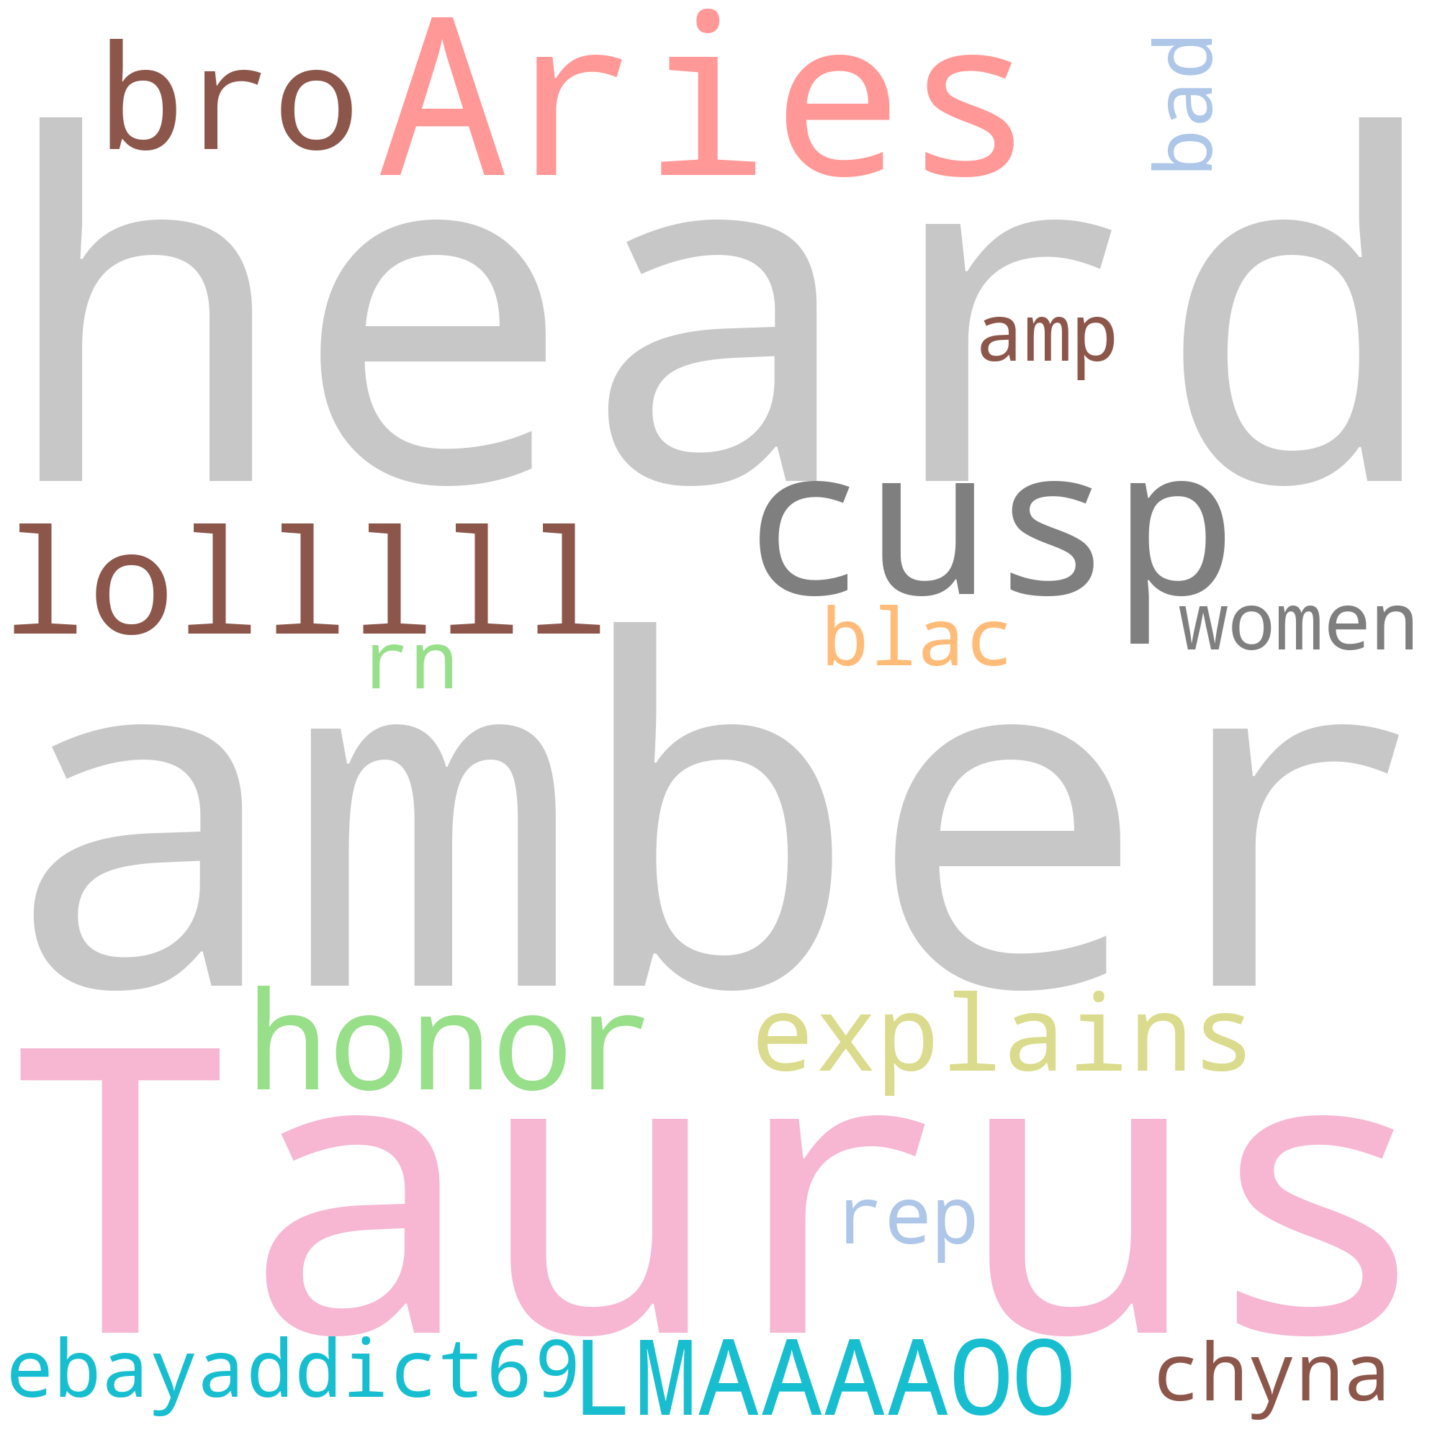 bro Aries bad
heard
amp
cusp
lolllll
women
blac
rn
amber
honor explains
Taurus
rep
ebayaddict69 LMAAAAOO chyna